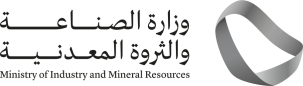 وزارة الصناعة
والثروة المعدنية
Ministry of Industry and Mineral Resources